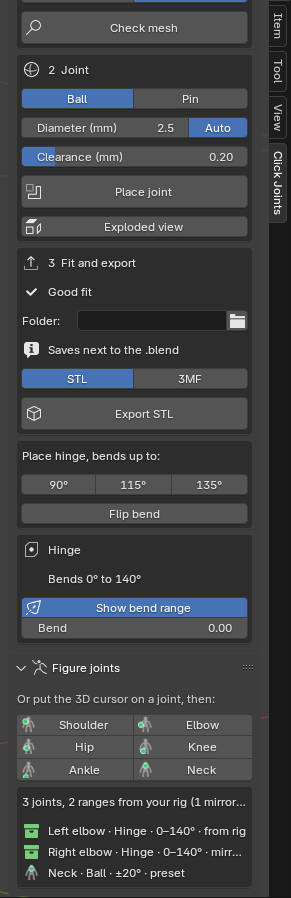 Item
Tool
View
Click Joints
Check mesh
2 Joint
Ball
Pin
Diameter (mm) 2.5 Auto
Clearance (mm) 0.20
Place joint
Exploded view
3 Fit and export
Good fit
Folder:
Saves next to the .blend
STL
3MF
Export STL
Place hinge, bends up to:
90° 115° 135°
Flip bend
Hinge
Bends 0° to 140°
Show bend range
Bend 0.00
Figure joints
Or put the 3D cursor on a joint, then:
Shoulder Elbow
Hip Knee
Ankle Neck
3 joints, 2 ranges from your rig (1 mirror...
Left elbow · Hinge · 0–140° · from rig
Right elbow · Hinge · 0–140° · mirr...
Neck · Ball · ±20° · preset